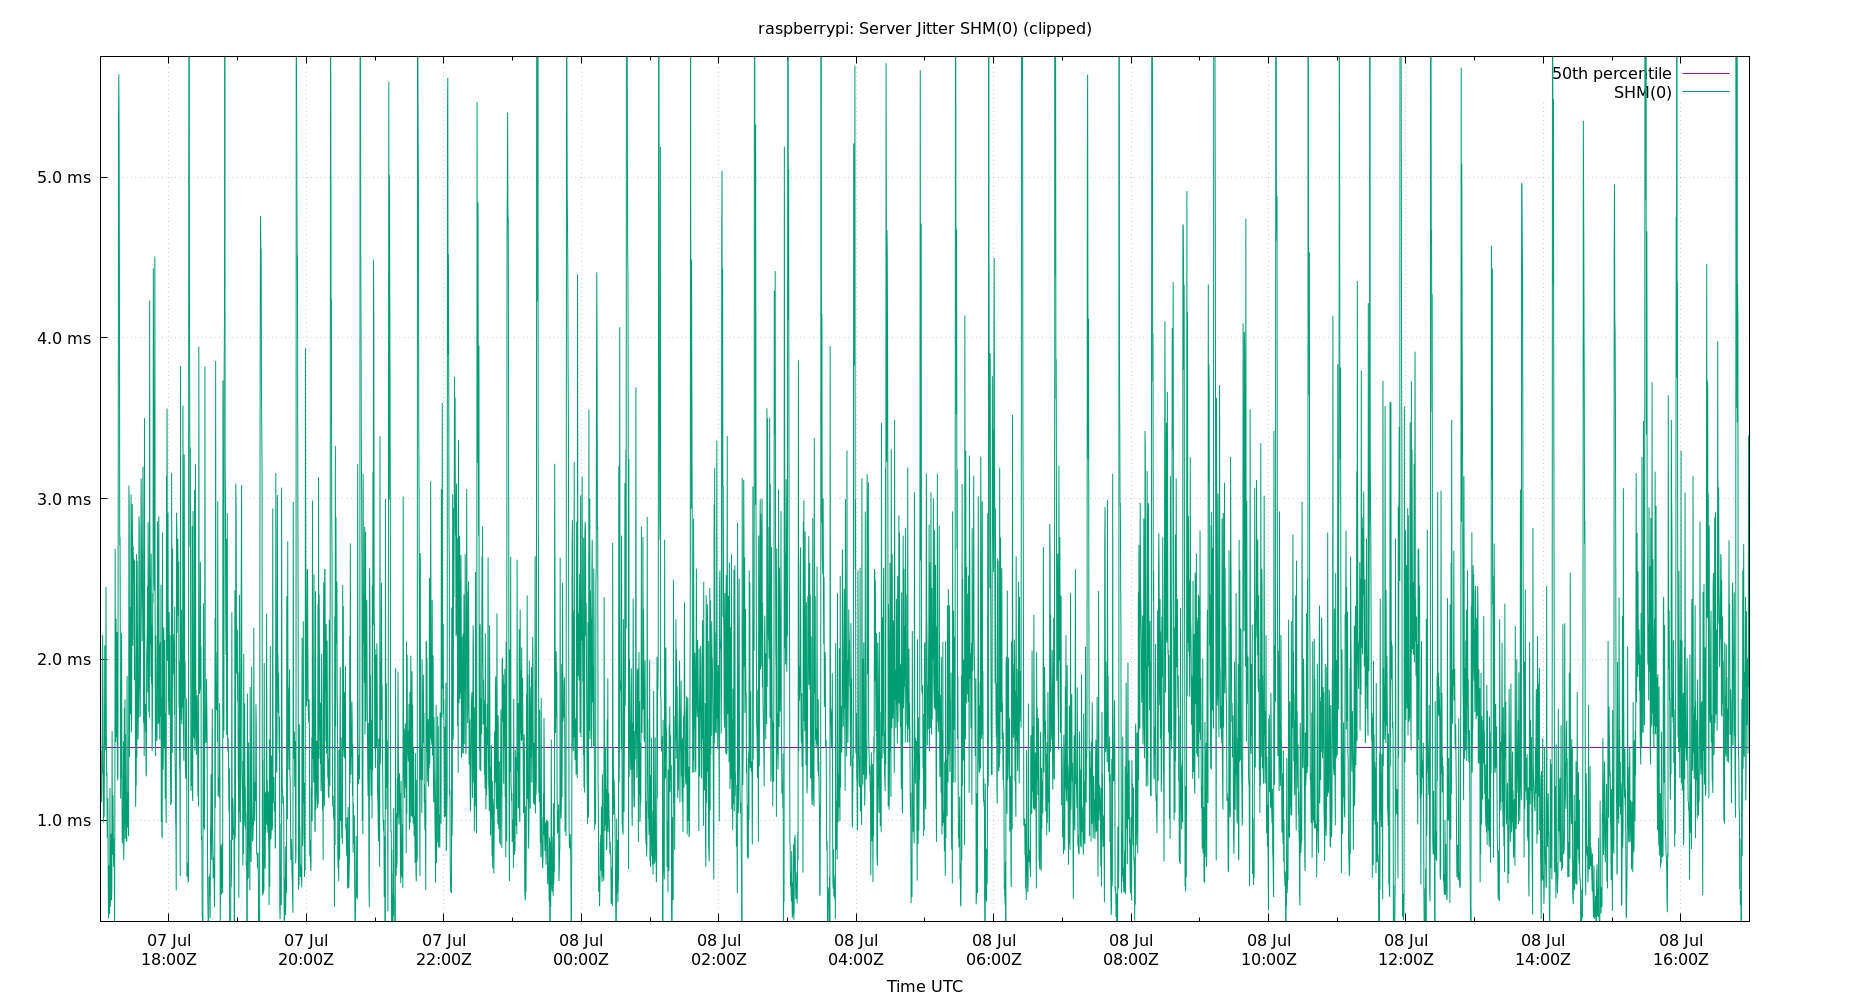 raspberrypi: Server Jitter SHM(0) (clipped)
50th percentile
SHM(0)
5.0 ms
4.0 ms
3.0 ms
2.0 ms
1.0 ms
07 Jul 07 Jul 07 Jul 08 Jul 08 Jul 08 Jul 08 Jul 08 Jul 08 Jul 08 Jul 08 Jul 08 Jul
18:00Z 20:00Z 22:00Z 00:00Z 02:00Z 04:00Z 06:00Z 08:00Z 10:00Z 12:00Z 14:00Z 16:00Z
Time UTC